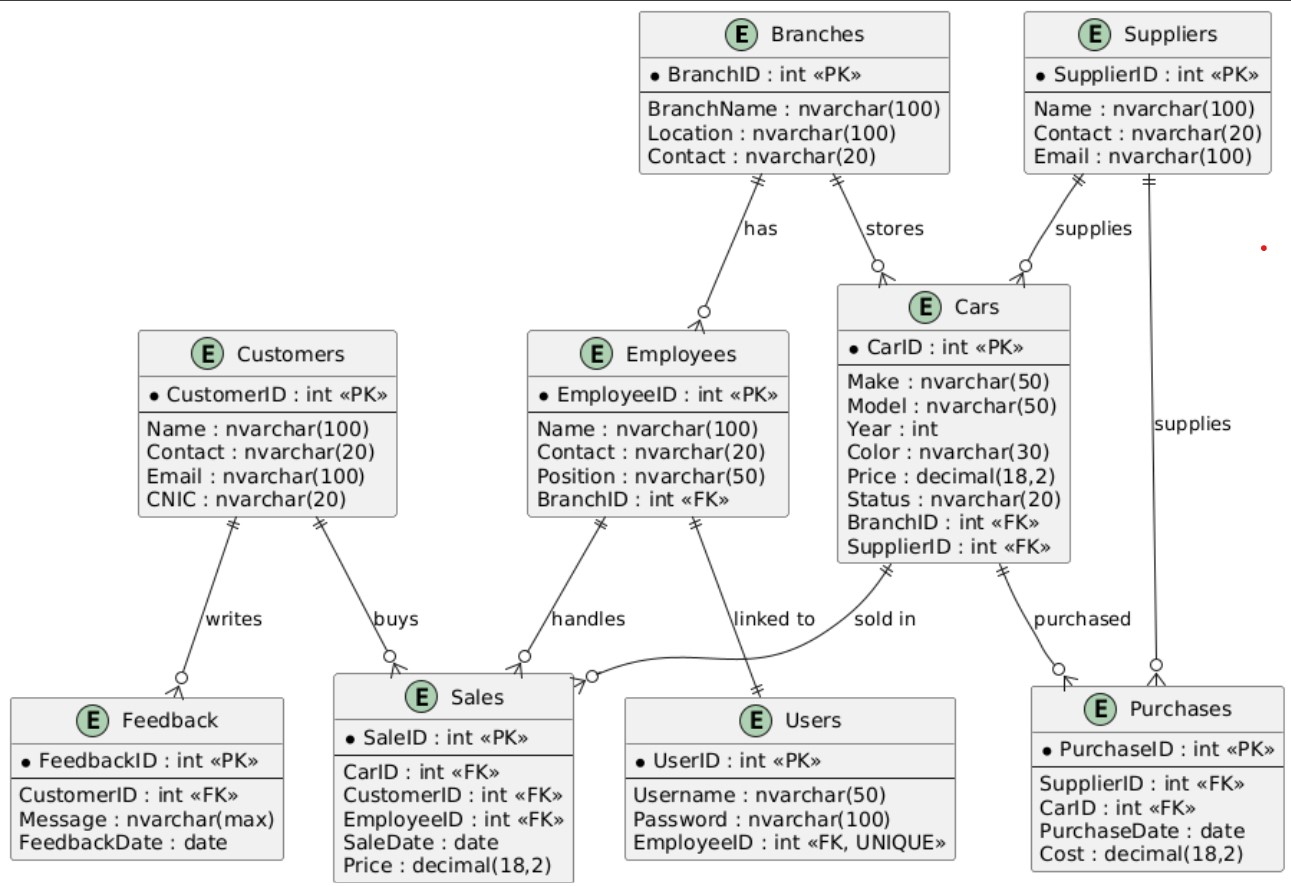 E Branches
• BranchID : int «PK»
BranchName : nvarchar(100)
Location : nvarchar(100)
Contact : nvarchar(20)
E Suppliers
• SupplierID : int «PK»
Name : nvarchar(100)
Contact : nvarchar(20)
Email : nvarchar(100)
has
stores
supplies
E Customers
• CustomerID : int «PK»
Name : nvarchar(100)
Contact : nvarchar(20)
Email : nvarchar(100)
CNIC : nvarchar(20)
E Employees
• EmployeeID : int «PK»
Name : nvarchar(100)
Contact : nvarchar(20)
Position : nvarchar(50)
BranchID : int «FK»
E Cars
• CarID : int «PK»
Make : nvarchar(50)
Model : nvarchar(50)
Year : int
Color : nvarchar(30)
Price : decimal(18,2)
Status : nvarchar(20)
BranchID : int «FK»
SupplierID : int «FK»
supplies
writes
buys
handles
linked to
sold in
purchased
E Feedback
• FeedbackID : int «PK»
CustomerID : int «FK»
Message : nvarchar(max)
FeedbackDate : date
E Sales
• SaleID : int «PK»
CarID : int «FK»
CustomerID : int «FK»
EmployeeID : int «FK»
SaleDate : date
Price : decimal(18,2)
E Users
• UserID : int «PK»
Username : nvarchar(50)
Password : nvarchar(100)
EmployeeID : int «FK, UNIQUE»
E Purchases
• PurchaseID : int «PK»
SupplierID : int «FK»
CarID : int «FK»
PurchaseDate : date
Cost : decimal(18,2)